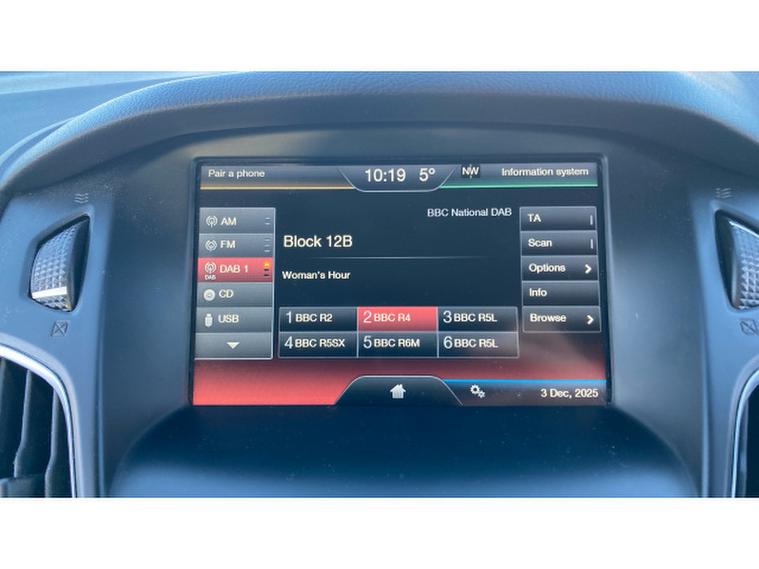 Pair a phone
10:19 5°
NW
Information system
AM
FM
DAB 1
DAB
CD
USB
BBC National DAB
Block 12B
Woman's Hour
1 BBC R2
2 BBC R4
3 BBC R5L
4 BBC R5SX
5 BBC R6M
6 BBC R5L
TA
Scan
Options
Info
Browse
3 Dec, 2025